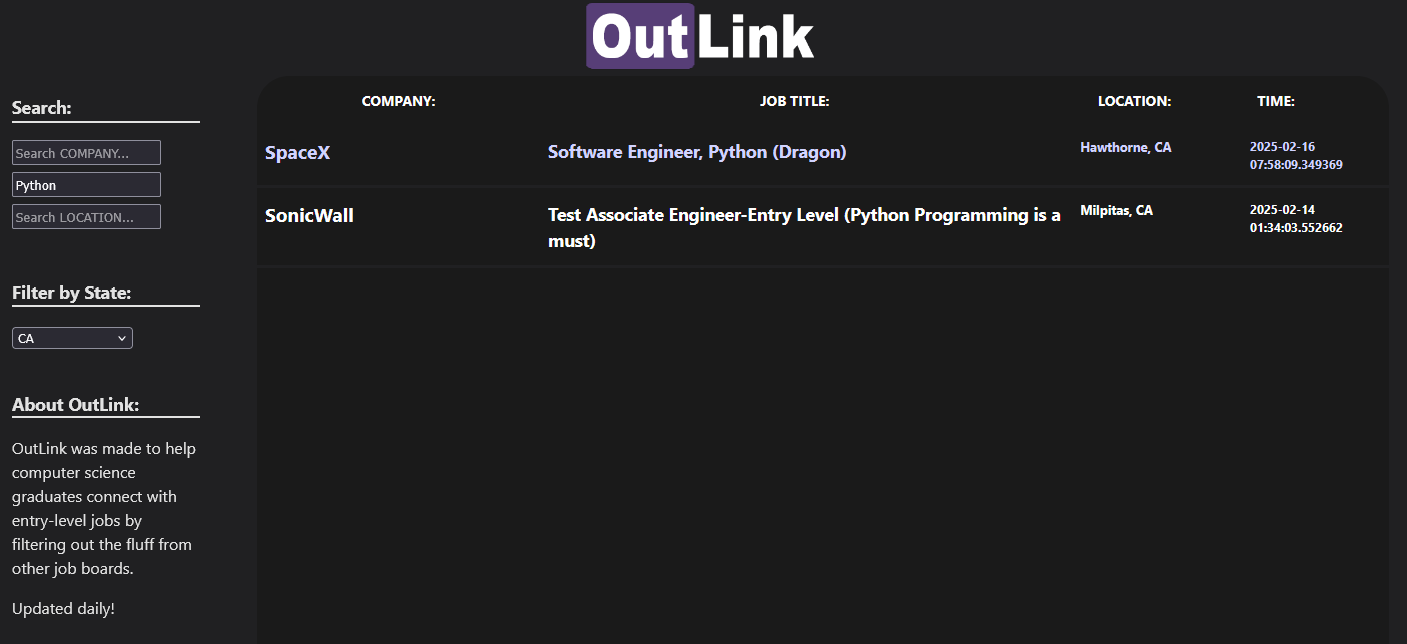 OutLink
Search:
Search COMPANY...
Python
Search LOCATION...
Filter by State:
CA
About OutLink:
OutLink was made to help
computer science
graduates connect with
entry-level jobs by
filtering out the fluff from
other job boards.
Updated daily!
COMPANY: JOB TITLE: LOCATION: TIME:
SpaceX Software Engineer, Python (Dragon) Hawthorne, CA 2025-02-16
07:58:09.349369
SonicWall Test Associate Engineer-Entry Level (Python Programming is a Milpitas, CA 2025-02-14
must) 01:34:03.552662